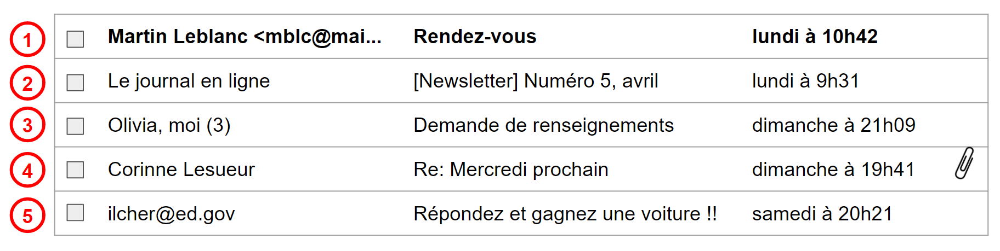 1 Martin Leblanc <mblc@mai... Rendez-vous lundi à 10h42
2 Le journal en ligne [Newsletter] Numéro 5, avril lundi à 9h31
3 Olivia, moi (3) Demande de renseignements dimanche à 21h09
4 Corinne Lesueur Re: Mercredi prochain dimanche à 19h41
5 ilcher@ed.gov Répondez et gagnez une voiture !! samedi à 20h21